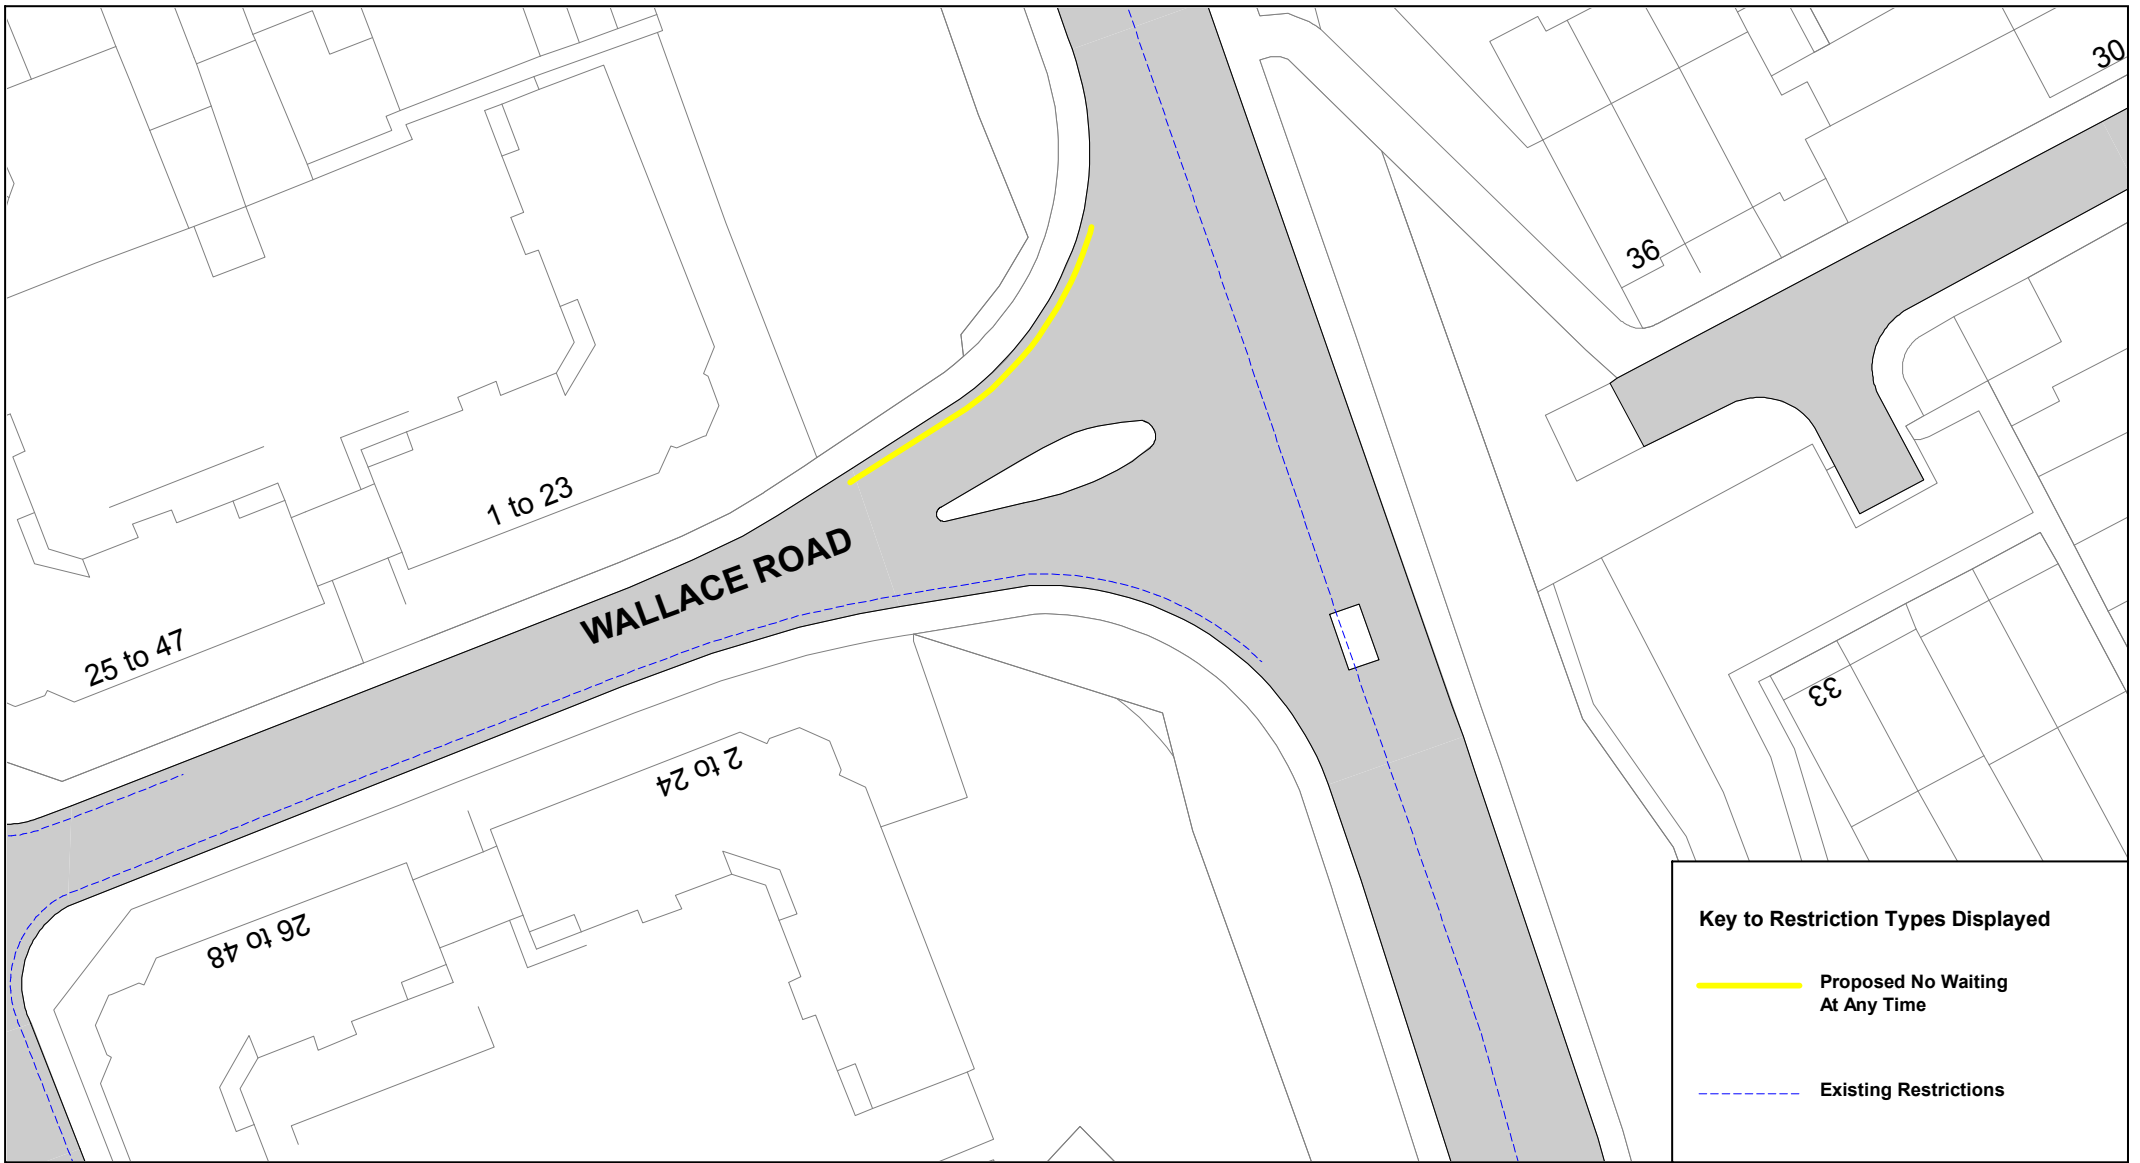 30
36
1 to 23
WALLACE ROAD
25 to 47
33
2 to 24
26 to 48
Key to Restriction Types Displayed
Proposed No Waiting
At Any Time
Existing Restrictions